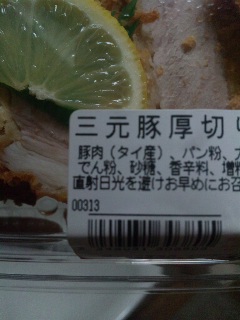 三元豚厚切り
豚肉（タイ産）、パン粉、
でん粉、砂糖、香辛料、増粘
直射日光を避けお早めにお召
00313